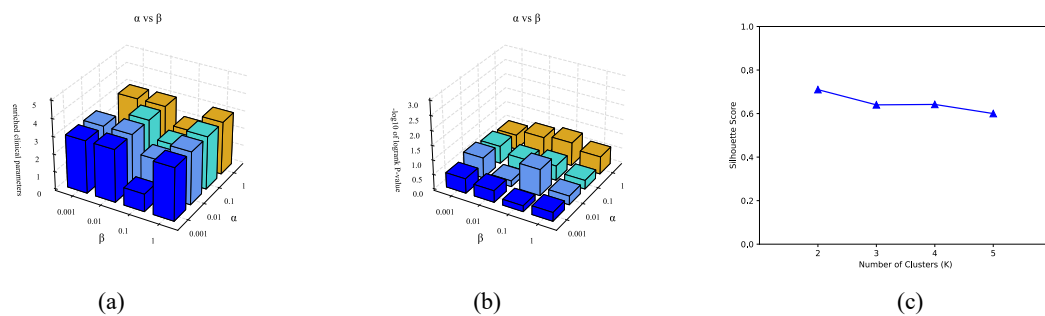 α vs β
enriched clinical parameters
5
4
3
2
1
0
0.001
0.01
0.1
1
β
0.001
0.01
0.1
1
α
(a)
α vs β
-log10 of logrank P-value
3.0
2.5
2.0
1.5
1.0
0.5
0.0
0.001
0.01
0.1
1
β
0.001
0.01
0.1
1
α
(b)
Silhouette Score
1.0
0.8
0.6
0.4
0.2
0.0
2 3 4 5
Number of Clusters (K)
(c)